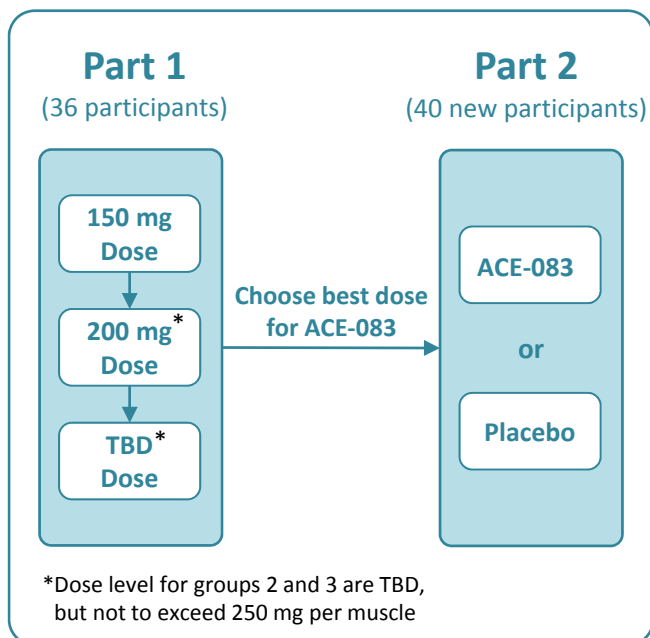 Part 1
(36 participants)
150 mg
Dose
200 mg*
Dose
TBD*
Dose
Choose best dose
for ACE-083
Part 2
(40 new participants)
ACE-083
or
Placebo
*Dose level for groups 2 and 3 are TBD,
but not to exceed 250 mg per muscle